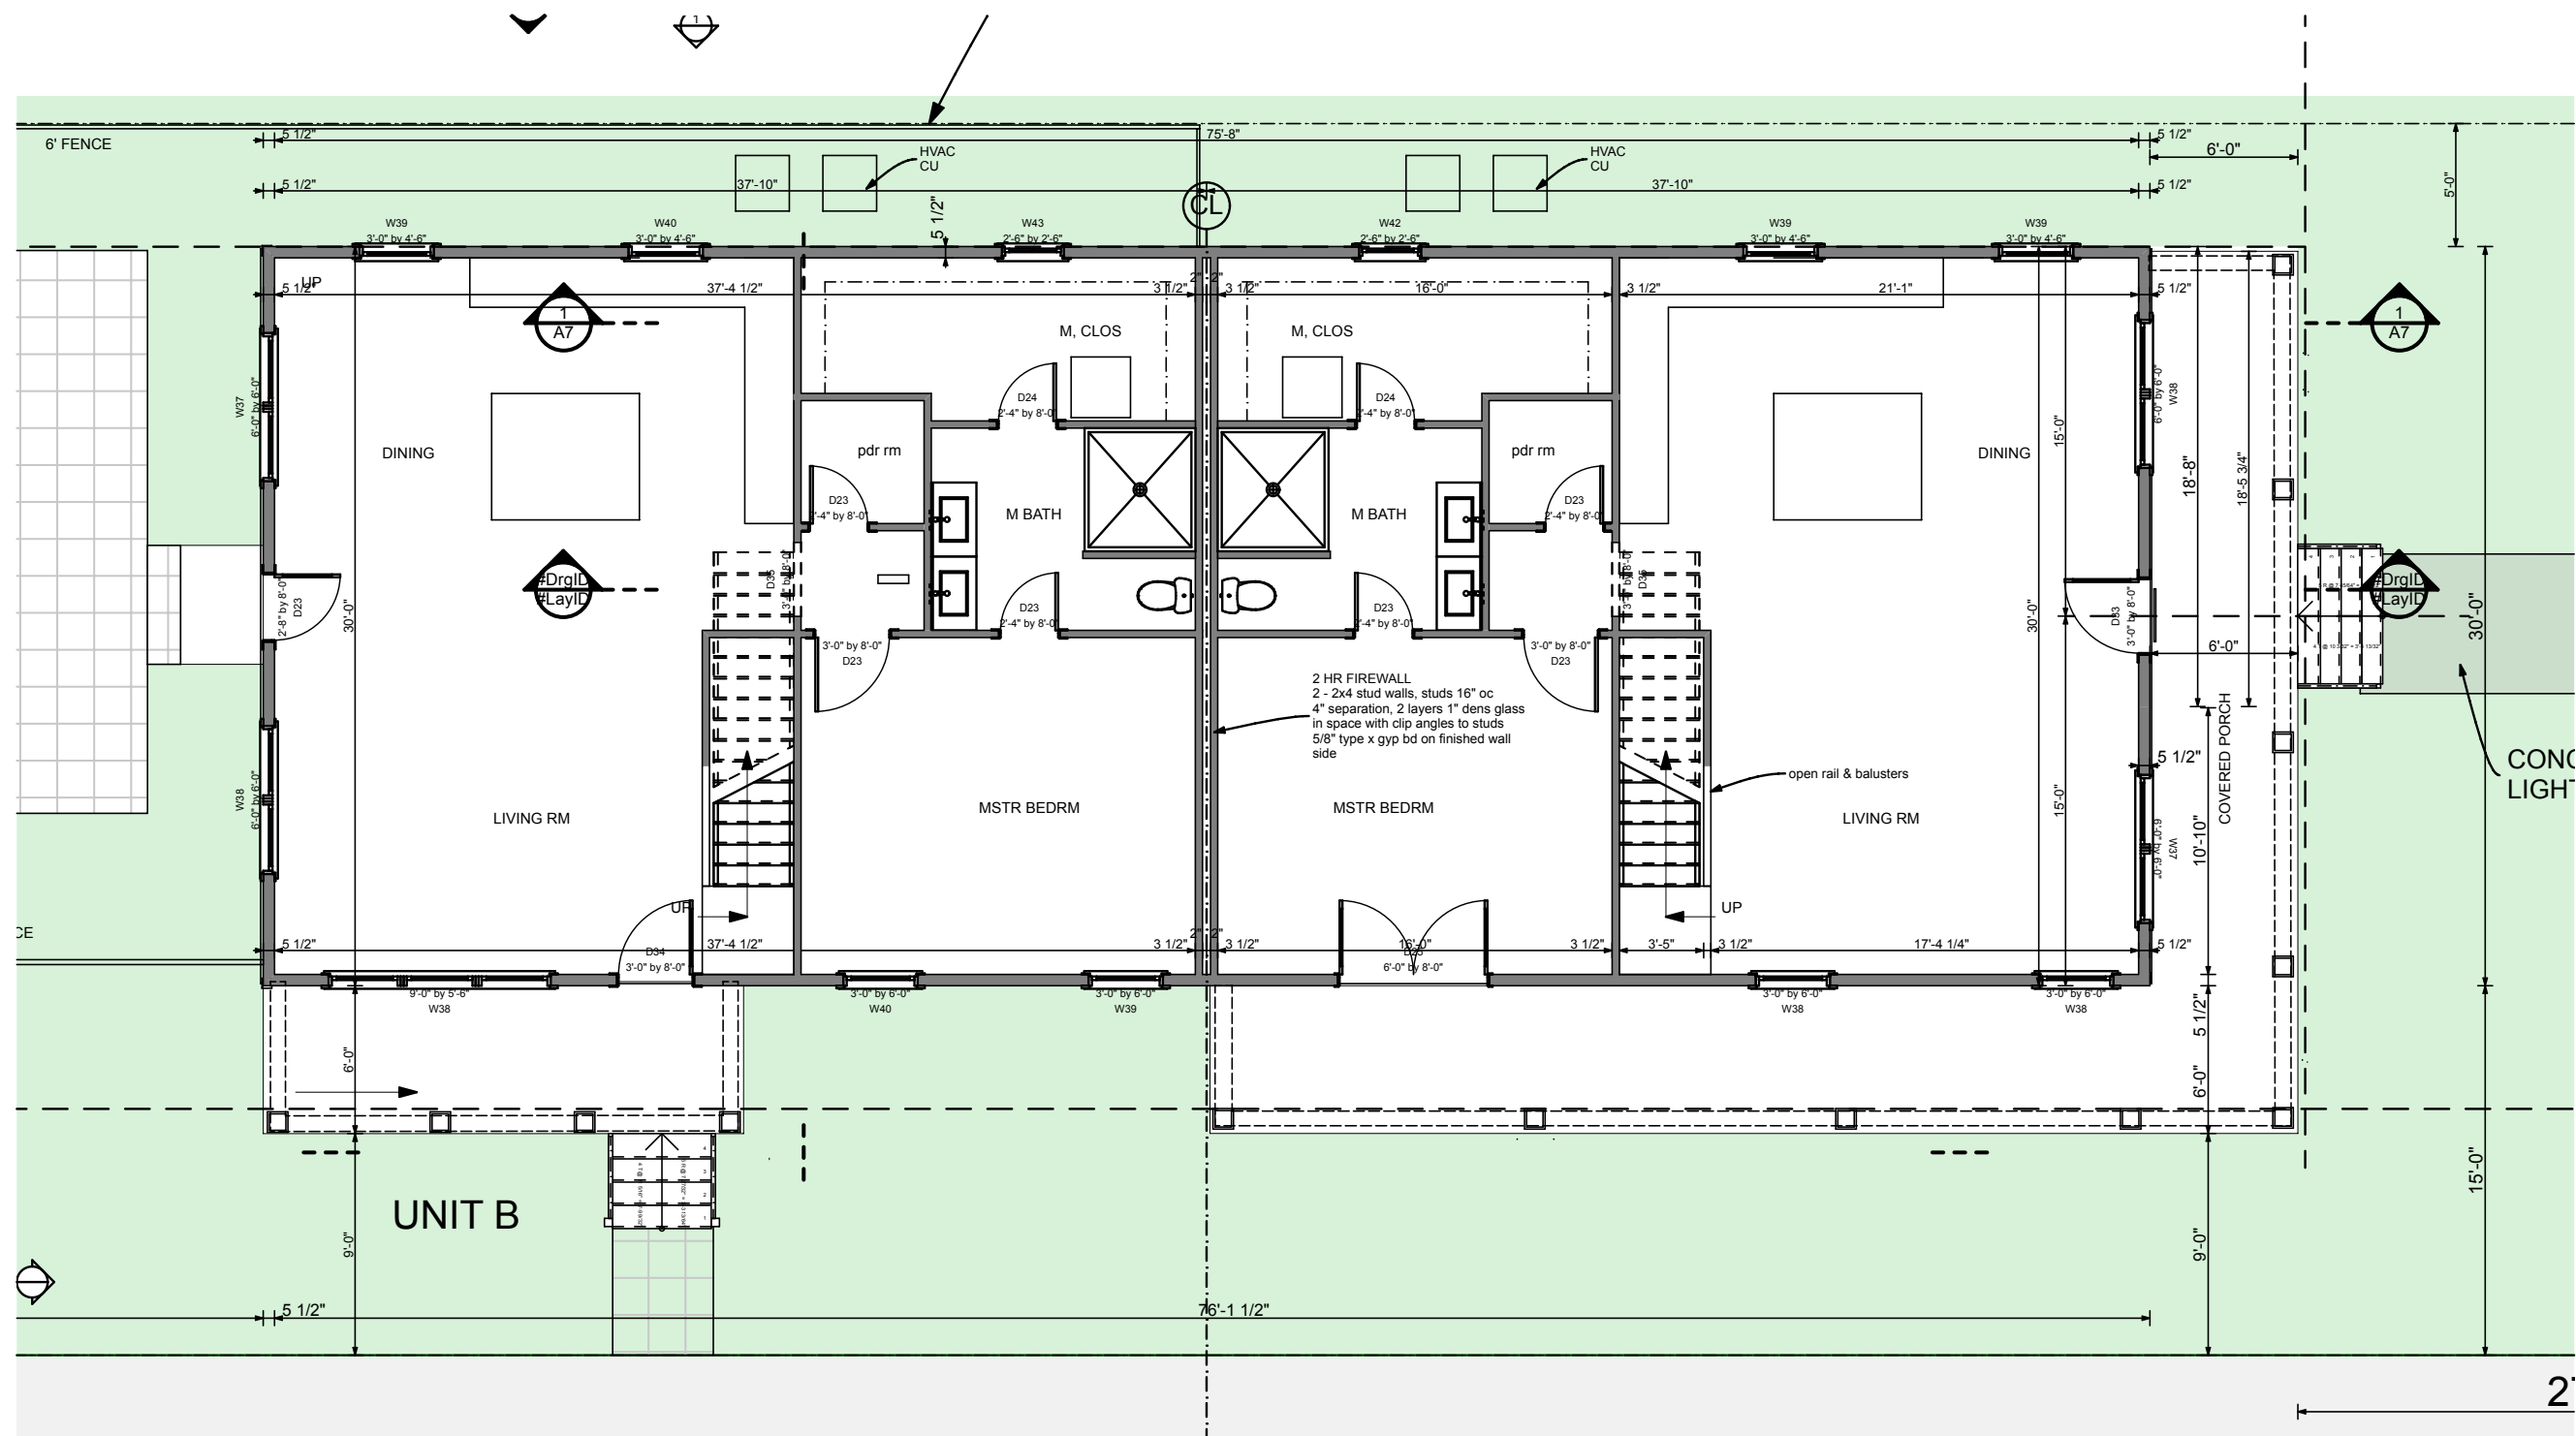 1
5 1/2"
75'-8"
5 1/2"
6' FENCE
HVAC
CU
HVAC
CU
6'-0"
5'-0"
5 1/2"
37'-10"
37'-10"
5 1/2"
CL
5 1/2"
W39
3'-0" by 4'-6"
W40
3'-0" by 4'-6"
W43
2'-6" by 2'-6"
W42
2'-6" by 2'-6"
W39
3'-0" by 4'-6"
W39
3'-0" by 4'-6"
UP
5 1/2"
37'-4 1/2"
3 1/2"
2"
2"
3 1/2"
16'-0"
3 1/2"
21'-1"
5 1/2"
1
A7
1
A7
M, CLOS
M, CLOS
W37
6'-0" by 6'-0"
D24
2'-4" by 8'-0"
D24
2'-4" by 8'-0"
6'-0" by 6'-0"
W38
15'-0"
18'-8"
18'-5 3/4"
DINING
pdr rm
pdr rm
DINING
D23
2'-4" by 8'-0"
M BATH
M BATH
D23
2'-4" by 8'-0"
#DrgID
#LayID
#DrgID
#LayID
2'-8" by 8'-0"
D23
30'-0"
D35
D35
D23
2'-4" by 8'-0"
D23
2'-4" by 8'-0"
30'-0"
D33
3'-0" by 8'-0"
30'-0"
3'-0" by 8'-0"
D23
3'-0" by 8'-0"
D23
6'-0"
2 HR FIREWALL
2 - 2x4 stud walls, studs 16" oc
4" separation, 2 layers 1" dens glass
in space with clip angles to studs
5/8" type x gyp bd on finished wall
side
COVERED PORCH
5 1/2"
CONC
LIGHT
open rail & balusters
W38
6'-0" by 6'-0"
LIVING RM
MSTR BEDRM
MSTR BEDRM
LIVING RM
15'-0"
6'-0" by 6'-0"
W37
10'-10"
UP
UP
CE
5 1/2"
D34
3'-0" by 8'-0"
37'-4 1/2"
3 1/2"
2"
2"
3 1/2"
16'-0"
6'-0" by 8'-0"
3 1/2"
3'-5"
3 1/2"
17'-4 1/4"
5 1/2"
9'-0" by 5'-6"
W38
3'-0" by 6'-0"
W40
3'-0" by 6'-0"
W39
3'-0" by 6'-0"
W38
3'-0" by 6'-0"
W38
5 1/2"
6'-0"
6'-0"
15'-0"
UNIT B
9'-0"
9'-0"
5 1/2"
76'-1 1/2"